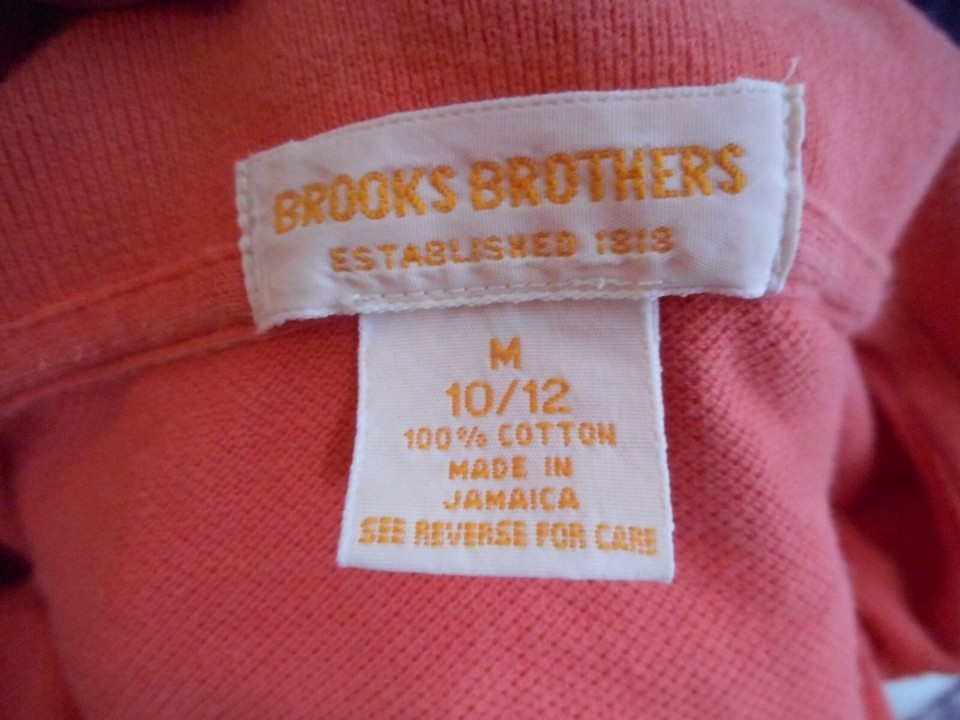 BROOKS BROTHERS
ESTABLISHED 1818
M
10/12
100% COTTON
MADE IN
JAMAICA
SEE REVERSE FOR CARE